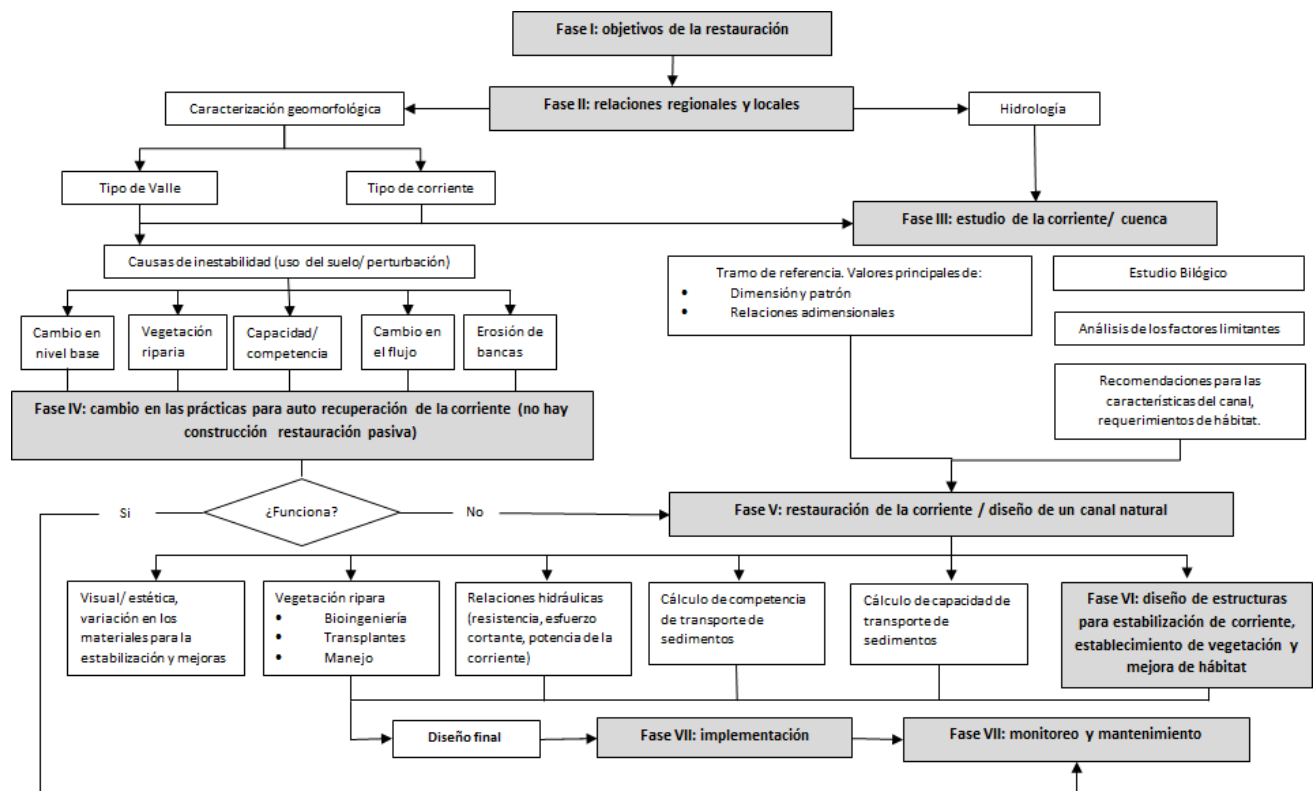 Fase I: objetivos de la restauración
Caracterización geomorfológica
Fase II: relaciones regionales y locales
Hidrología
Tipo de Valle
Tipo de corriente
Fase III: estudio de la corriente/ cuenca
Causas de inestabilidad (uso del suelo/ perturbación)
Tramo de referencia. Valores principales de:
• Dimensión y patrón
• Relaciones adimensionales
Estudio Bilógico
Análisis de los factores limitantes
Recomendaciones para las
características del canal,
requerimientos de hábitat.
Cambio en
nivel base
Vegetación
riparia
Capacidad/
competencia
Cambio en
el flujo
Erosión de
bancas
Fase IV: cambio en las prácticas para auto recuperación de la corriente (no hay
construcción restauración pasiva)
Si
¿Funciona?
No
Fase V: restauración de la corriente / diseño de un canal natural
Visual/ estética,
variación en los
materiales para la
estabilización y mejoras
Vegetación ripara
• Bioingeniería
• Transplantes
• Manejo
Relaciones hidráulicas
(resistencia, esfuerzo
cortante, potencia de la
corriente)
Cálculo de competencia
de transporte de
sedimentos
Cálculo de capacidad de
transporte de
sedimentos
Fase VI: diseño de estructuras
para estabilización de corriente,
establecimiento de vegetación y
mejora de hábitat
Diseño final
Fase VII: implementación
Fase VII: monitoreo y mantenimiento